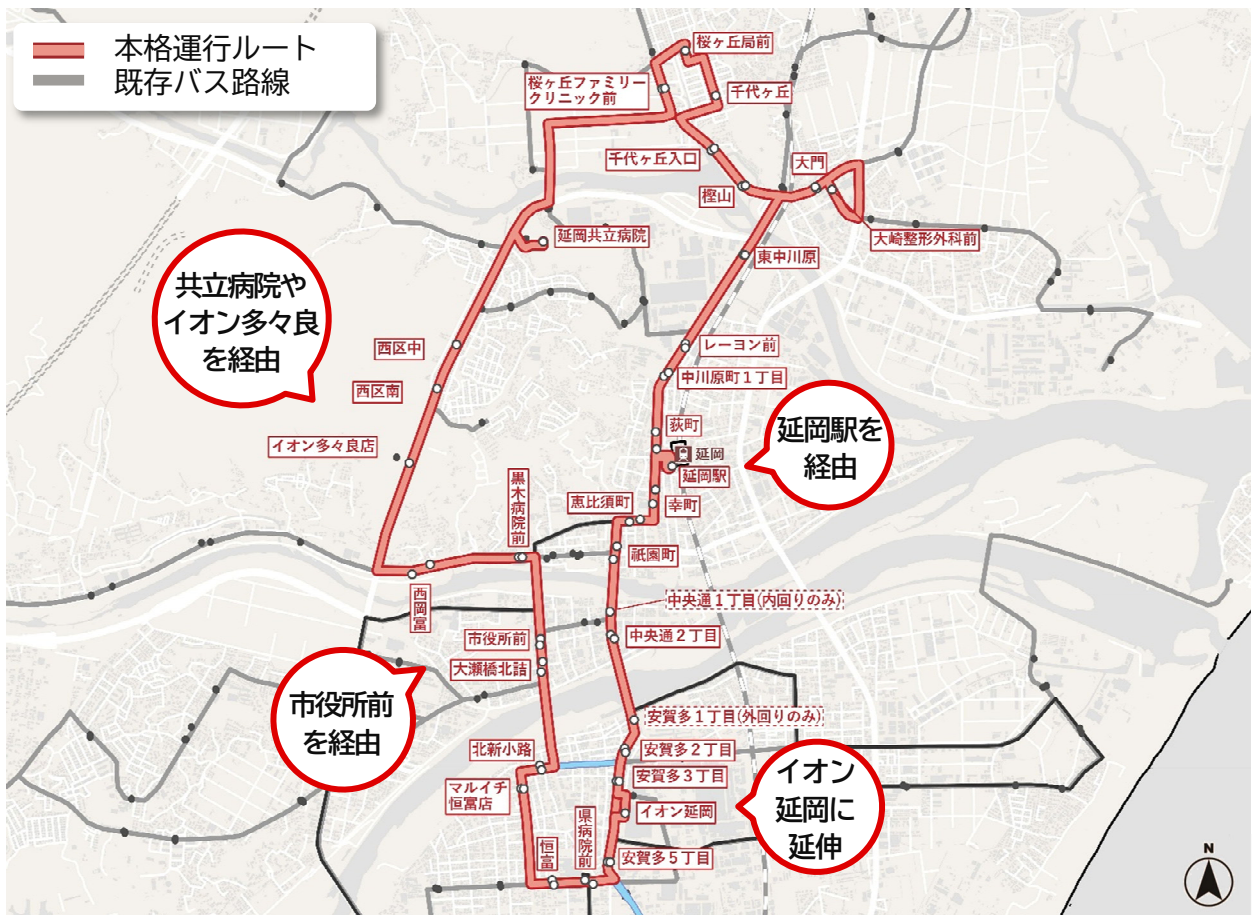 本格運行ルート
既存バス路線
桜ヶ丘局前
桜ヶ丘ファミリー
クリニック前
千代ヶ丘
千代ヶ丘入口
大門
樫山
大崎整形外科前
延岡共立病院
東中川原
共立病院や
イオン多々良
を経由
西区中
レーヨン前
中川原町1丁目
西区南
荻町
延岡駅を
経由
イオン多々良店
延岡
延岡駅
黒木病院前
恵比須町
幸町
祇園町
西岡富
中央通1丁目(内回りのみ)
市役所前
中央通2丁目
大瀬橋北詰
市役所前
を経由
安賀多1丁目(外回りのみ)
北新小路
安賀多2丁目
安賀多3丁目
マルイチ
恒富店
イオン延岡
イオン
延岡に
延伸
県病院前
恒富
安賀多5丁目
N